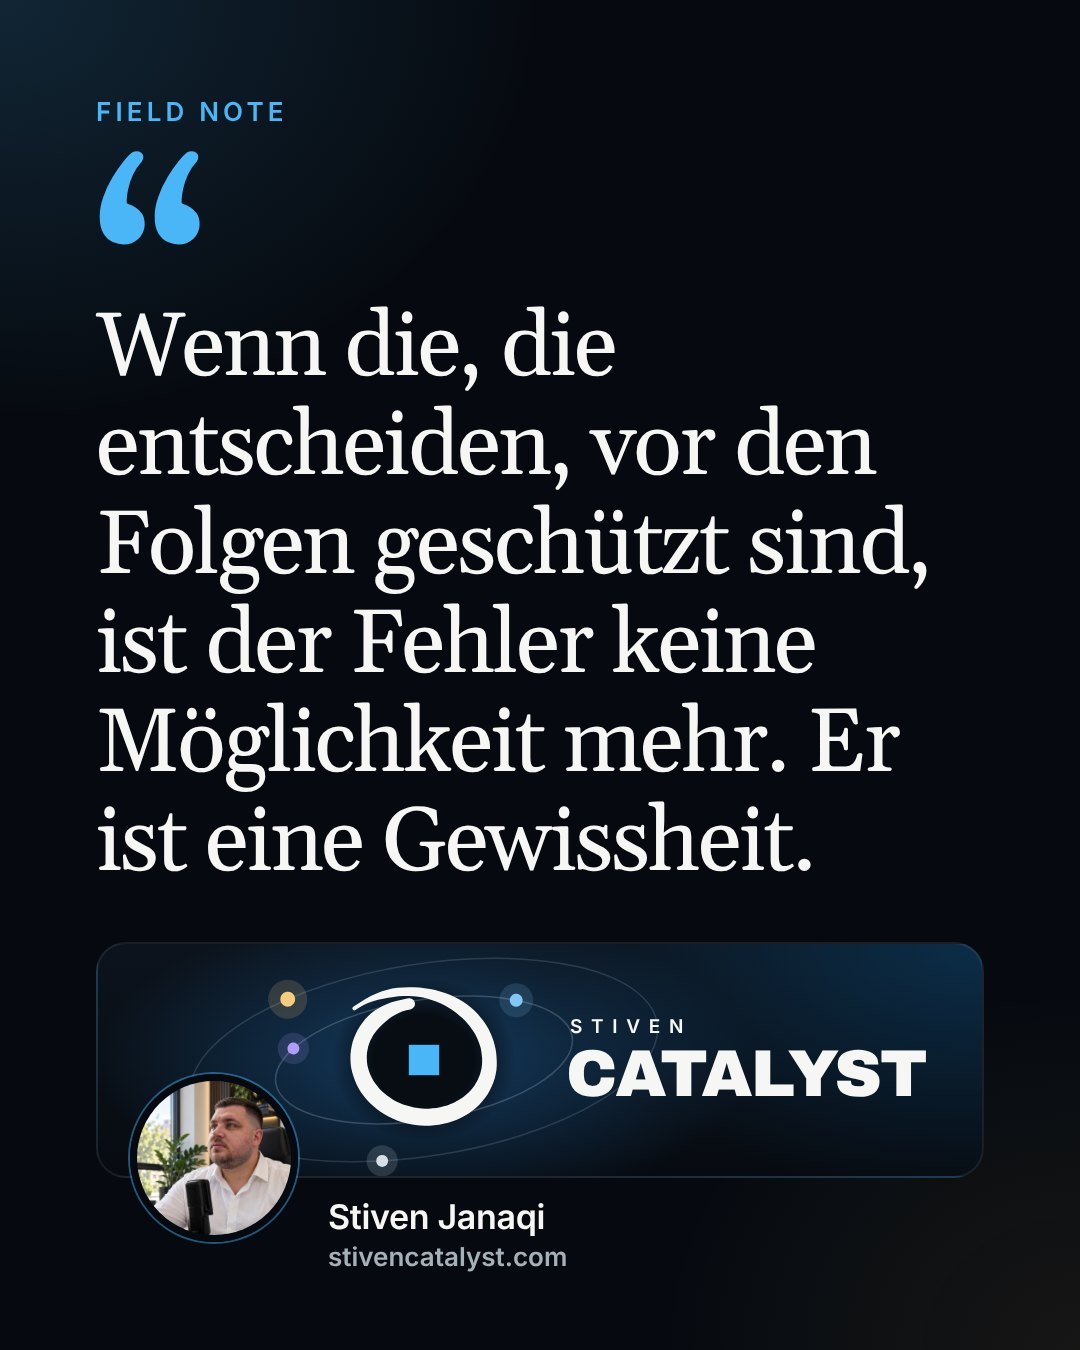 FIELD NOTE
“
Wenn die, die
entscheiden, vor den
Folgen geschützt sind,
ist der Fehler keine
Möglichkeit mehr. Er
ist eine Gewissheit.
STIVEN
CATALYST
Stiven Janaqi
stivencatalyst.com